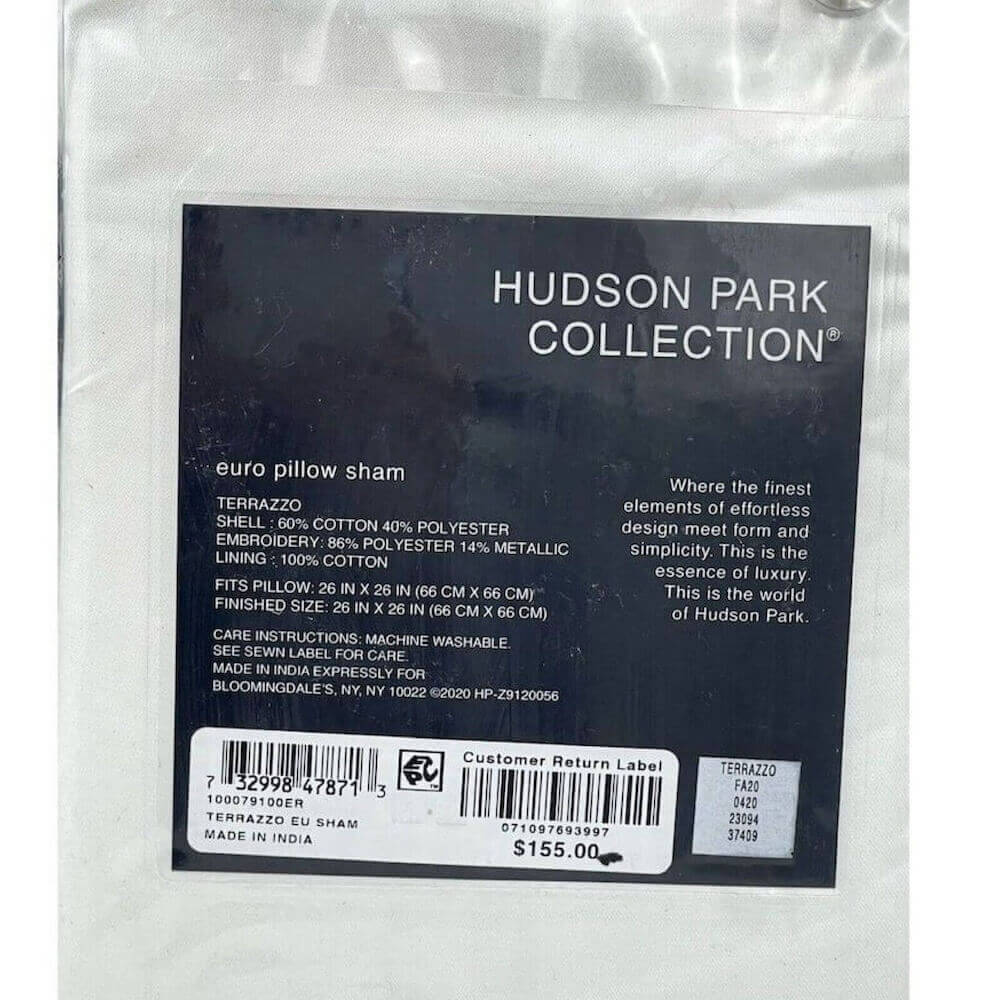 HUDSON PARK
COLLECTION®
euro pillow sham
TERRAZZO
SHELL : 60% COTTON 40% POLYESTER
EMBROIDERY: 86% POLYESTER 14% METALLIC
LINING : 100% COTTON
FITS PILLOW: 26 IN X 26 IN (66 CM X 66 CM)
FINISHED SIZE: 26 IN X 26 IN (66 CM X 66 CM)
CARE INSTRUCTIONS: MACHINE WASHABLE.
SEE SEWN LABEL FOR CARE.
MADE IN INDIA EXPRESSLY FOR
BLOOMINGDALE'S, NY, NY 10022 ©2020 HP-Z9120056
Where the finest
elements of effortless
design meet form and
simplicity. This is the
essence of luxury.
This is the world
of Hudson Park.
7 32998 47871 3
100079100ER
TERRAZZO EU SHAM
MADE IN INDIA
EPC™
Customer Return Label
071097693997
$155.00
TERRAZZO
FA20
0420
23094
37409